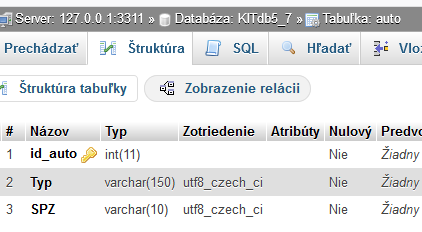 Server: 127.0.0.1:3311 » Databáza: KITdb5_7 » Tabuľka: auto
Prechádzať Štruktúra SQL Hľadať Vlo
Štruktúra tabuľky Zobrazenie relácii
# Názov Typ Zotriedenie Atribúty Nulový Predvo
1 id_auto int(11) Nie Žiadny
2 Typ varchar(150) utf8_czech_ci Nie Žiadny
3 SPZ varchar(10) utf8_czech_ci Nie Žiadny